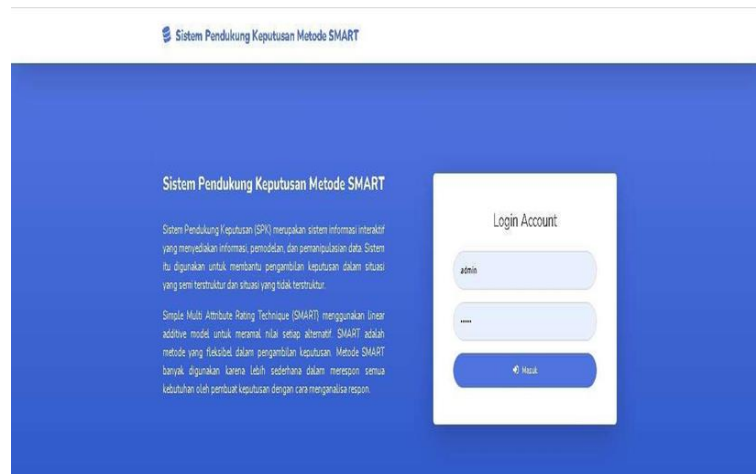 Sistem Pendukung Keputusan Metode SMART
Sistem Pendukung Keputusan Metode SMART
Sistem Pendukung Keputusan (SPK) merupakan sistem informasi interaktif
yang menyediakan informasi, pemodelan, dan pemanipulasian data. Sistem
itu digunakan untuk membantu pengambilan keputusan dalam situasi
yang semi terstruktur dan situasi yang tidak terstruktur.
Simple Multi Attribute Rating Technique (SMART) menggunakan linear
additive model untuk meramal nilai setiap alternatif. SMART adalah
metode yang fleksibel dalam pengambilan keputusan. Metode SMART
banyak digunakan karena lebih sederhana dalam merespon semua
kebutuhan oleh pembuat keputusan dengan cara menganalisa respon.
Login Account
admin
•••••
Masuk